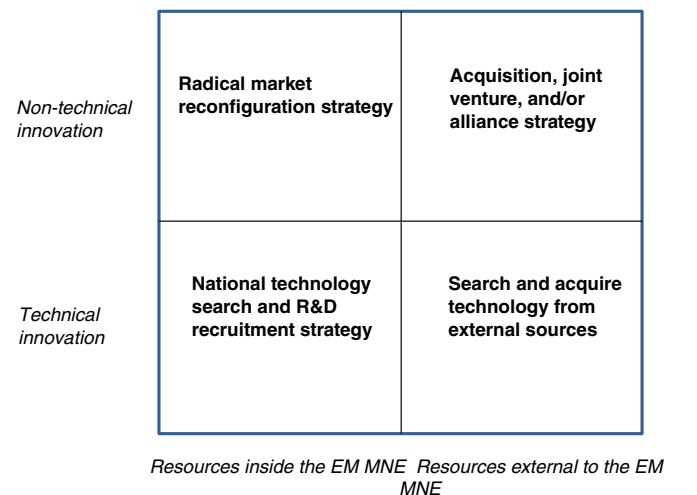 Non-technical
innovation
Radical market
reconfiguration strategy
Acquisition, joint
venture, and/or
alliance strategy
Technical
innovation
National technology
search and R&D
recruitment strategy
Search and acquire
technology from
external sources
Resources inside the EM MNE
Resources external to the EM
MNE